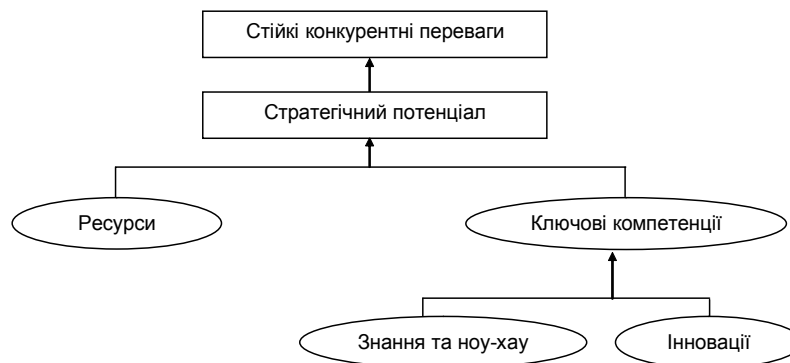 Стійкі конкурентні переваги
Стратегічний потенціал
Ресурси
Ключові компетенції
Знання та ноу-хау
Інновації